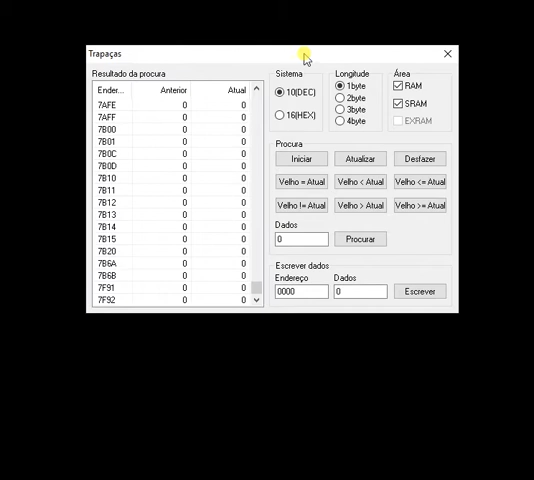 Trapaças
Resultado da procura
Ender... Anterior Atual
7AFE 0 0
7AFF 0 0
7B00 0 0
7B01 0 0
7B0C 0 0
7B0D 0 0
7B10 0 0
7B11 0 0
7B12 0 0
7B13 0 0
7B14 0 0
7B15 0 0
7B20 0 0
7B6A 0 0
7B6B 0 0
7F91 0 0
7F92 0 0
Sistema
10(DEC)
16(HEX)
Longitude
1byte
2byte
3byte
4byte
Área
RAM
SRAM
EXRAM
Procura
Iniciar Atualizar Desfazer
Velho = Atual Velho < Atual Velho <= Atual
Velho != Atual Velho > Atual Velho >= Atual
Dados
0 Procurar
Escrever dados
Endereço Dados
0000 0 Escrever